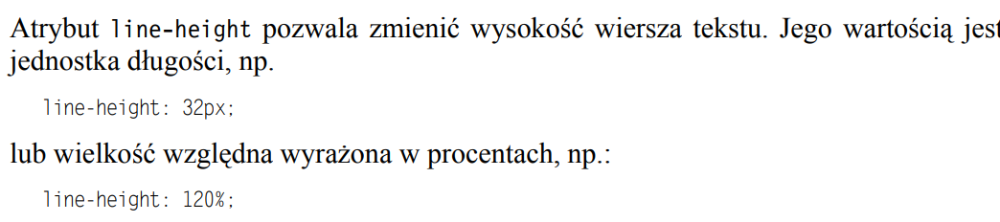 Atrybut line-height pozwala zmienić wysokość wiersza tekstu. Jego wartością jest
jednostka długości, np.
line-height: 32px;
lub wielkość względna wyrażona w procentach, np.:
line-height: 120%;